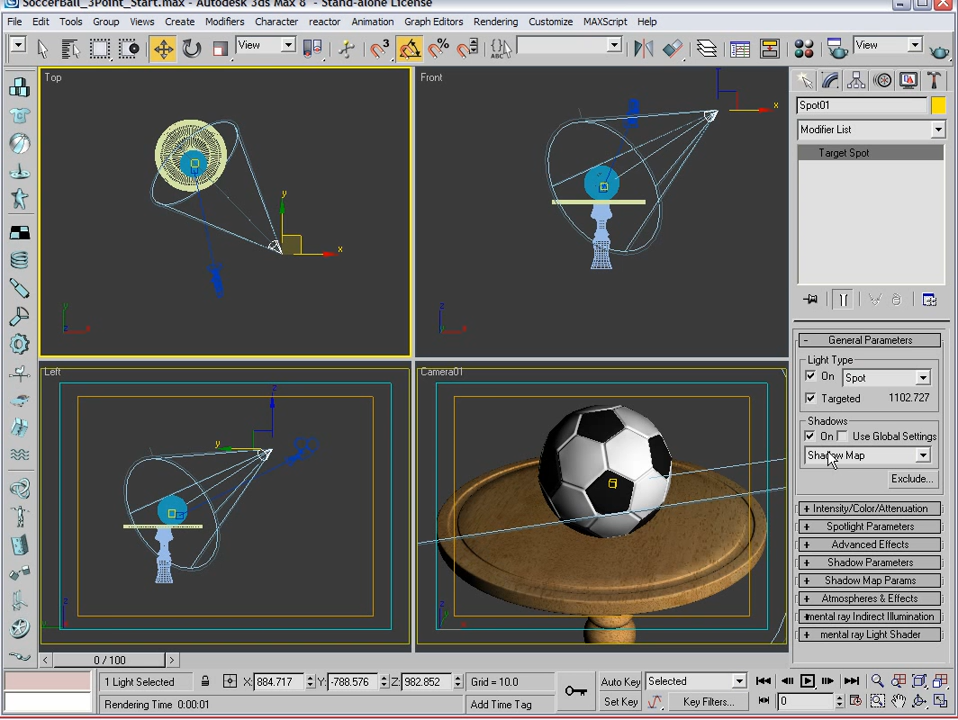 SoccerBall_3Point_Start.max - Autodesk 3ds Max 8 - Stand-alone License
File Edit Tools Group Views Create Modifiers Character reactor Animation Graph Editors Rendering Customize MAXScript Help
View
3 % ABC
View
Top
Front
Left
Camera01
x
y
z
Spot01
Modifier List
Target Spot
- General Parameters
Light Type
On Spot
Targeted 1102.727
Shadows
On Use Global Settings
Shadow Map
Exclude...
+ Intensity/Color/Attenuation
+ Spotlight Parameters
+ Advanced Effects
+ Shadow Parameters
+ Shadow Map Params
+ Atmospheres & Effects
+ mental ray Indirect Illumination
+ mental ray Light Shader
< 0 / 100 >
1 Light Selected X: 884.717 Y: -788.576 Z: 982.852 Grid = 10.0 Auto Key Selected
Rendering Time 0:00:01 Add Time Tag Set Key Key Filters... 0